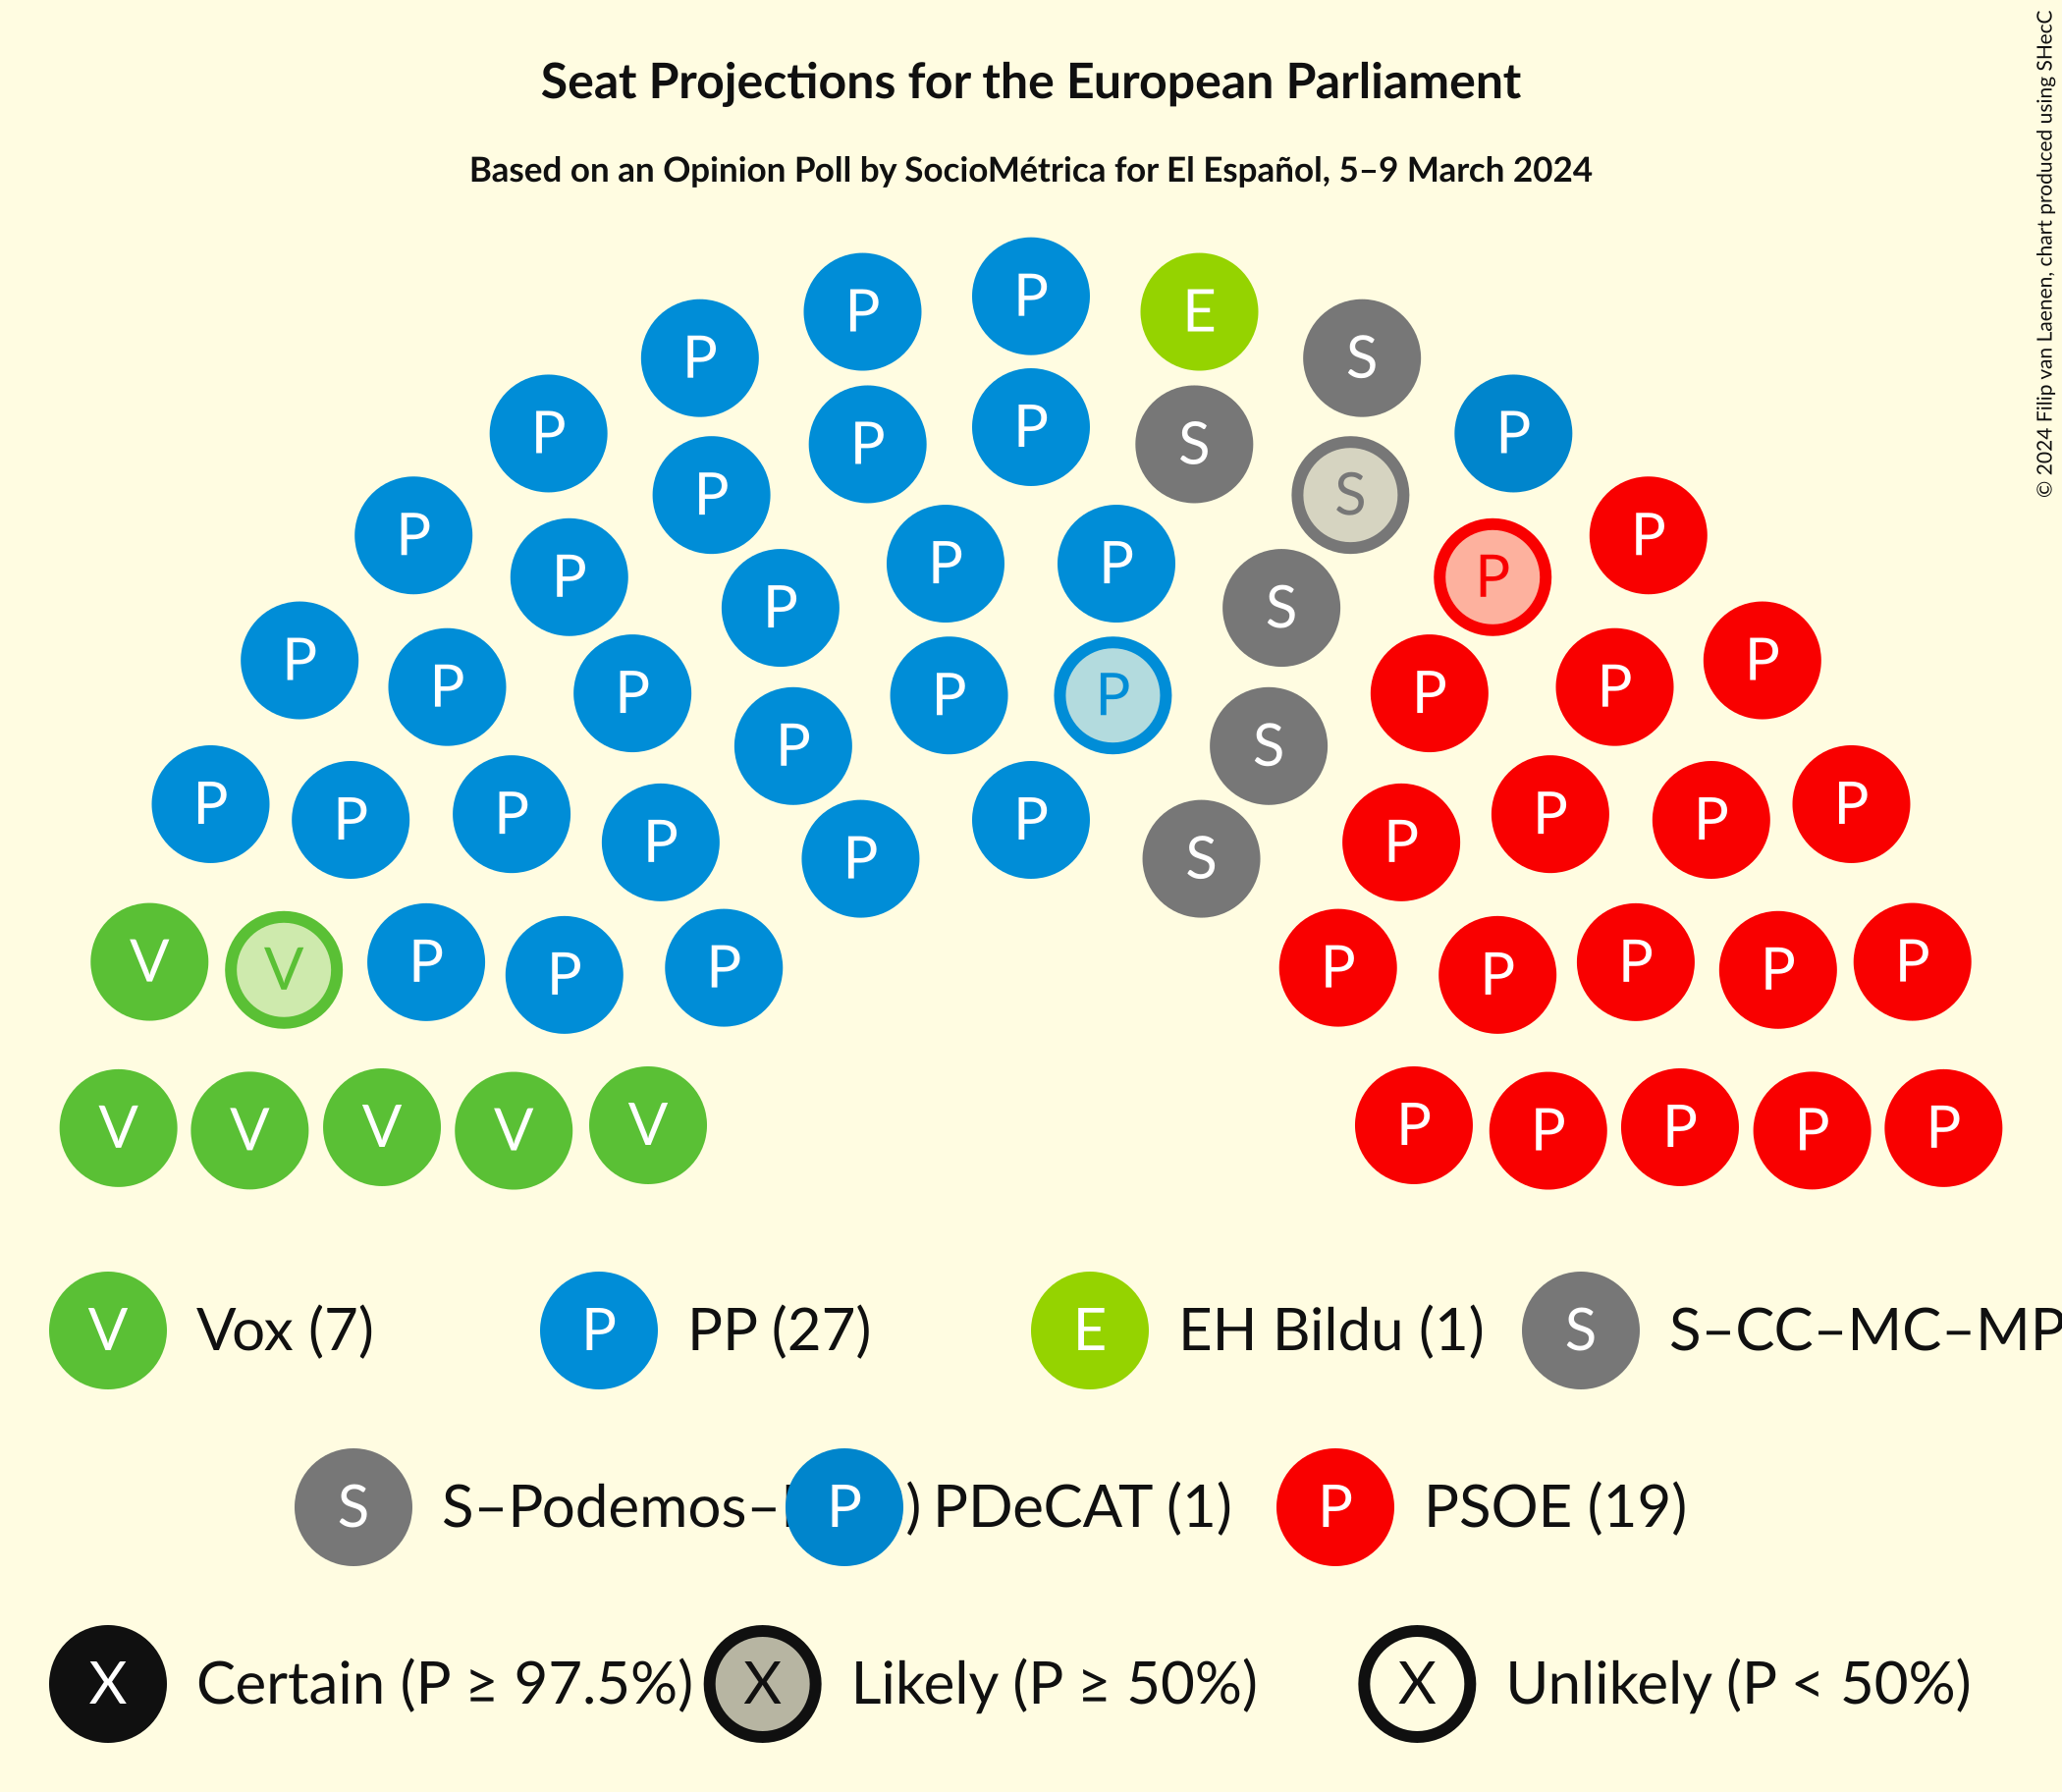 Seat Projections for the European Parliament
Based on an Opinion Poll by SocioMétrica for El Español, 5–9 March 2024
© 2024 Filip van Laenen, chart produced using SHecC
P P P E S
P P P P S S P
P P P P P S P P
P P P P P P S P P P
P P P P P P S P P P P
V V P P P P P P P P
V V V V V P P P P P
V Vox (7) P PP (27) E EH Bildu (1) S S–CC–MC–MP
S S–Podemos– P ) PDeCAT (1) P PSOE (19)
X Certain (P ≥ 97.5%) X Likely (P ≥ 50%) X Unlikely (P < 50%)